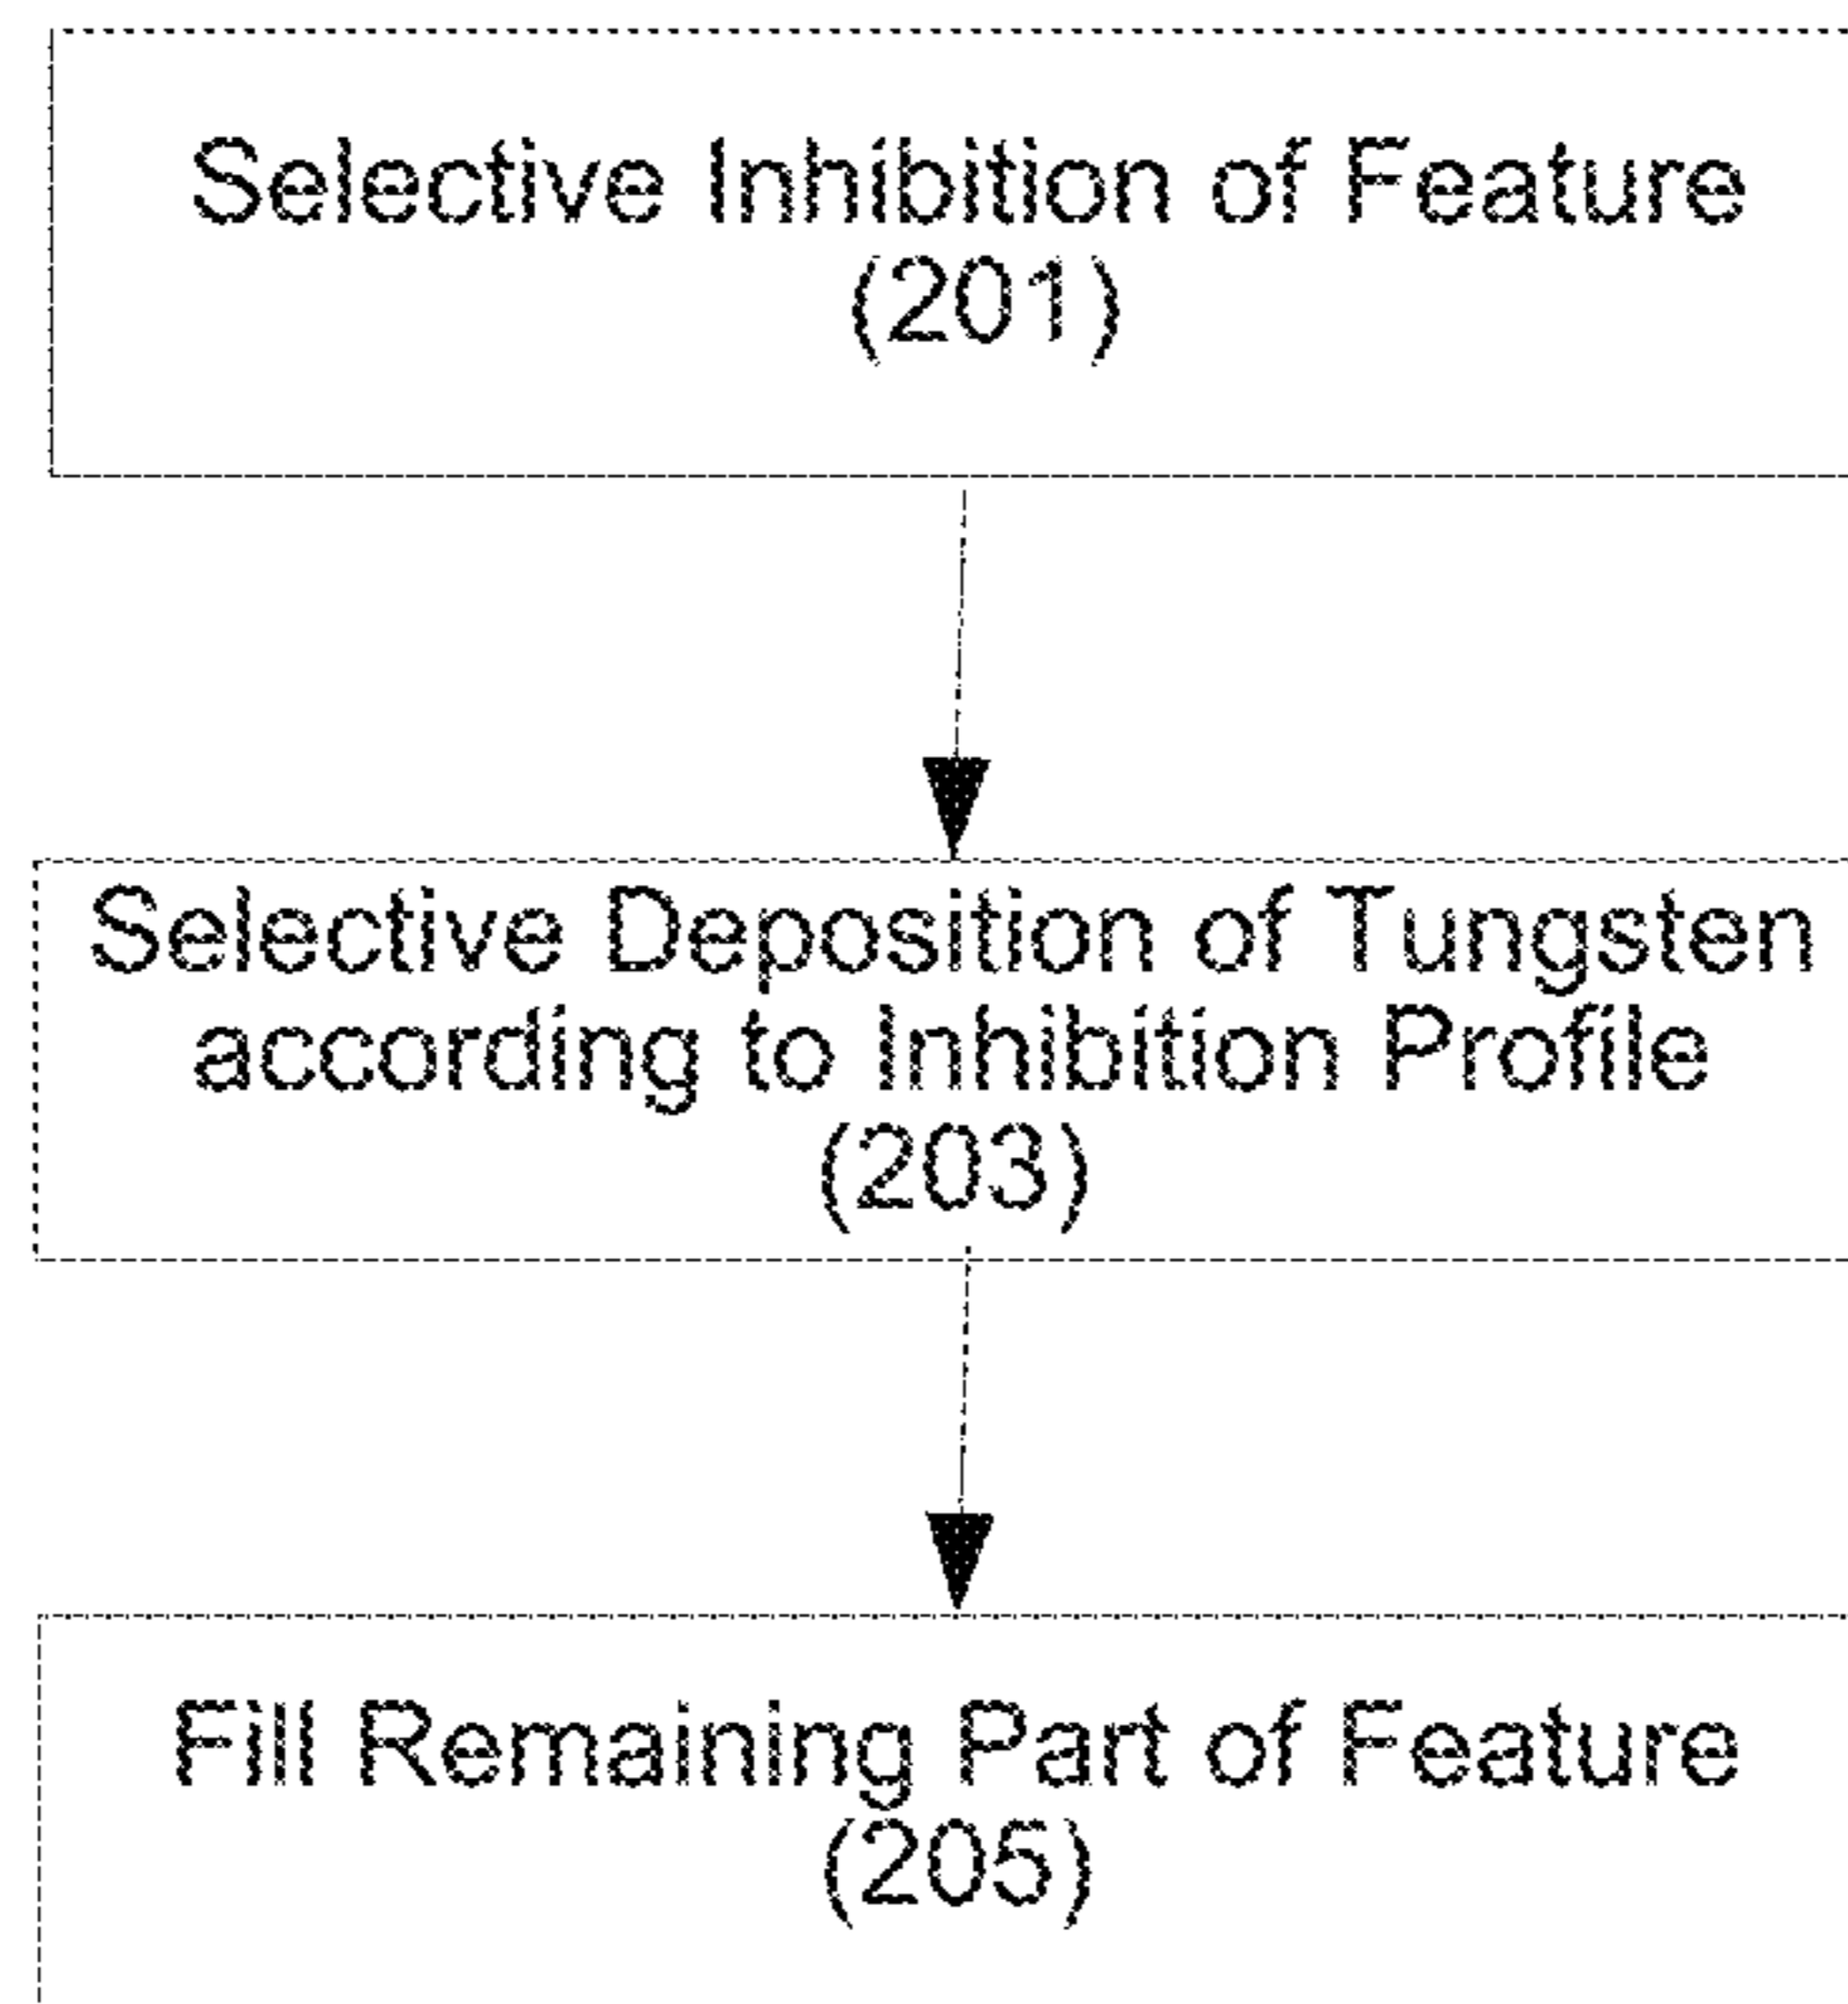 Selective Inhibition of Feature
(201)
Selective Deposition of Tungsten
according to Inhibition Profile
(203)
Fill Remaining Part of Feature
(205)